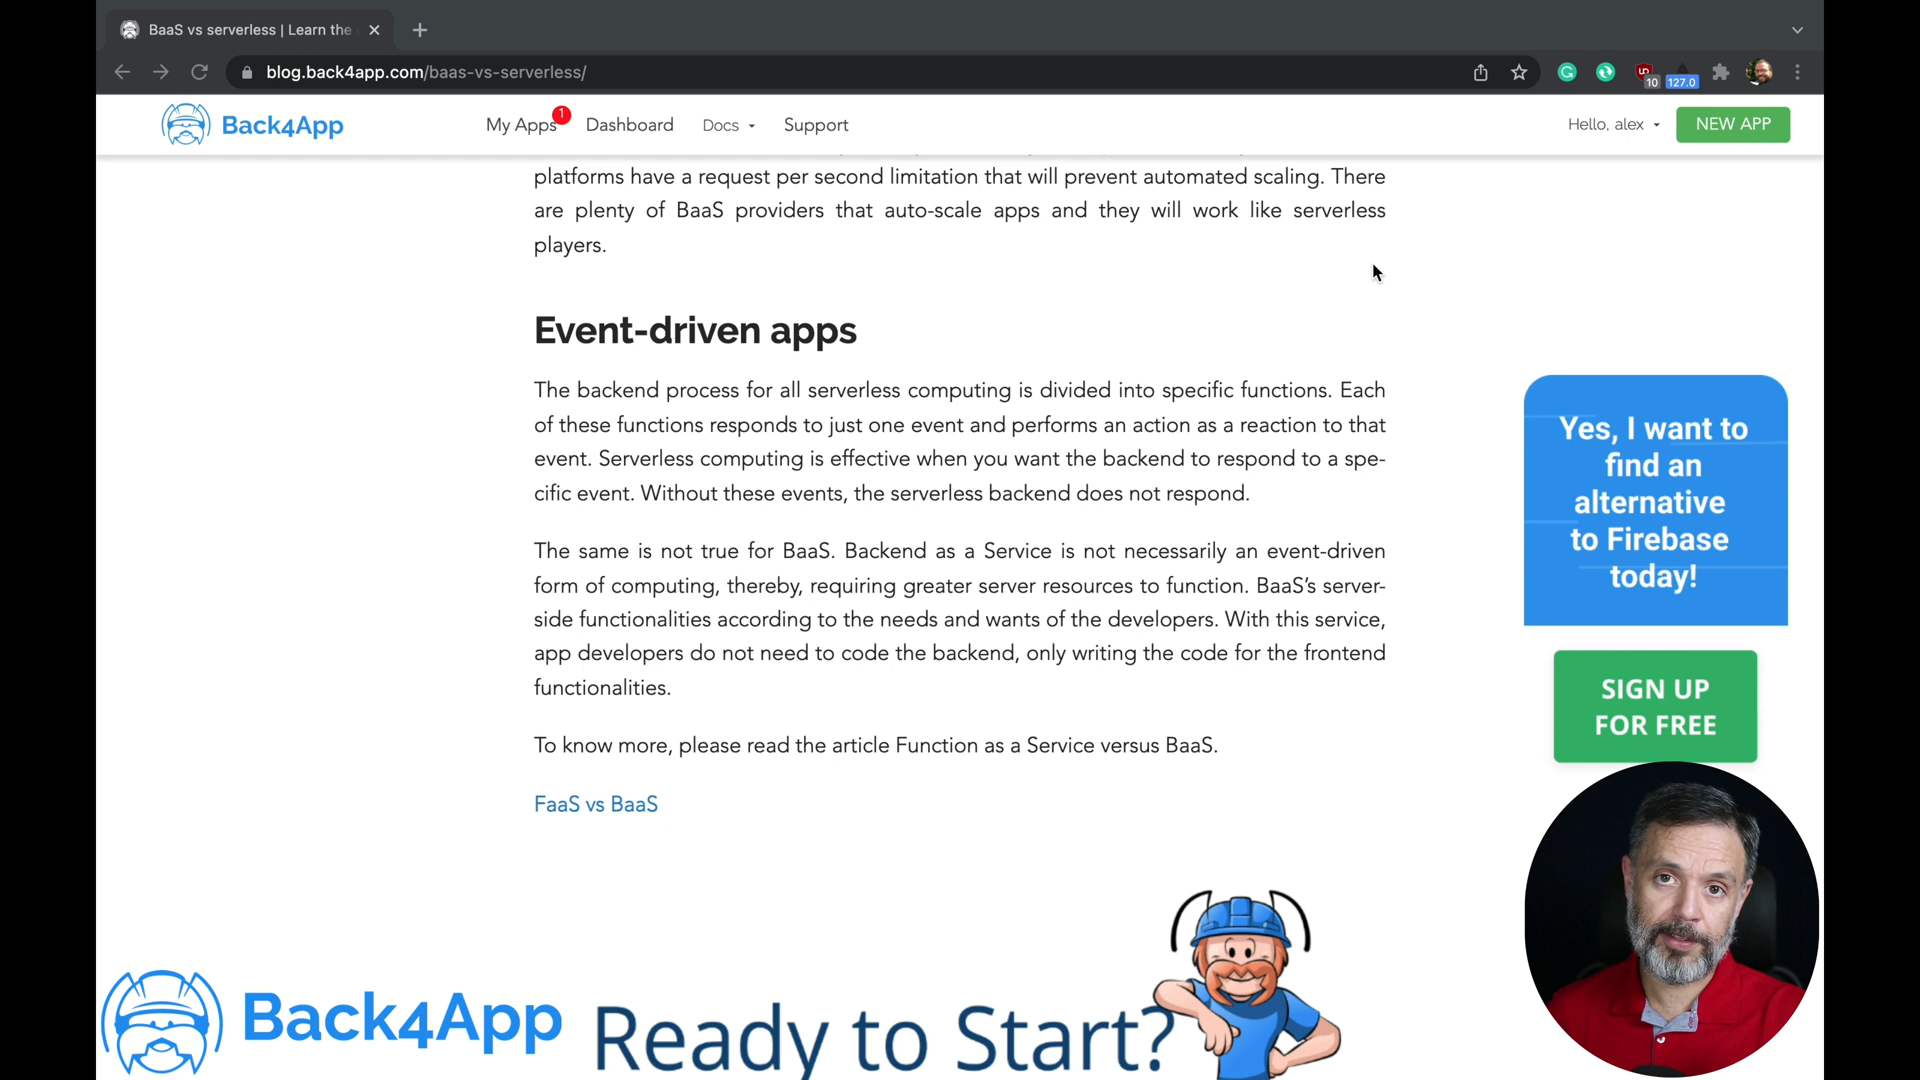 BaaS vs serverless | Learn the
blog.back4app.com/baas-vs-serverless/
10
127.0
Back4App
My Apps
1
Dashboard
Docs
Support
Hello, alex
NEW APP
platforms have a request per second limitation that will prevent automated scaling. There
are plenty of BaaS providers that auto-scale apps and they will work like serverless
players.
Event-driven apps
The backend process for all serverless computing is divided into specific functions. Each
of these functions responds to just one event and performs an action as a reaction to that
event. Serverless computing is effective when you want the backend to respond to a spe-
cific event. Without these events, the serverless backend does not respond.
The same is not true for BaaS. Backend as a Service is not necessarily an event-driven
form of computing, thereby, requiring greater server resources to function. BaaS’s server-
side functionalities according to the needs and wants of the developers. With this service,
app developers do not need to code the backend, only writing the code for the frontend
functionalities.
To know more, please read the article Function as a Service versus BaaS.
FaaS vs BaaS
Yes, I want to
find an
alternative
to Firebase
today!
SIGN UP
FOR FREE
Back4App
Ready to Start?